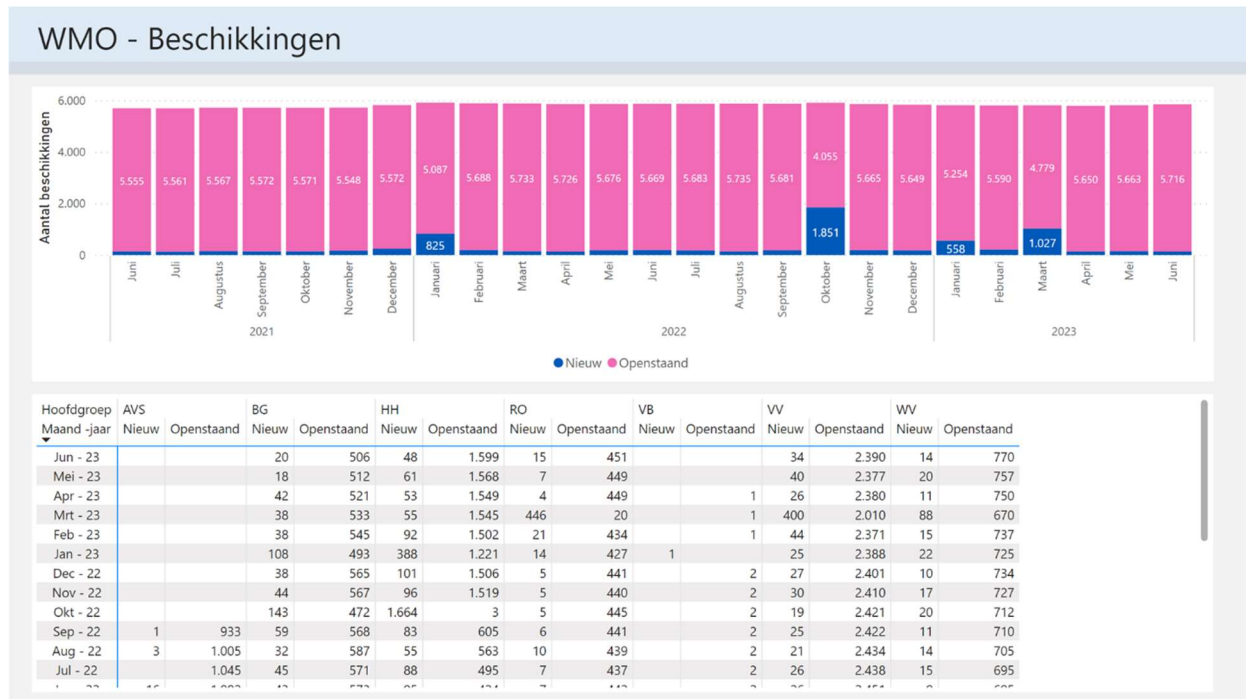 WMO - Beschikkingen
Aantal beschikkingen
6.000
4.000
2.000
0
5.555 5.561 5.567 5.572 5.571 5.548 5.572 5.087 5.688 5.733 5.726 5.676 5.669 5.683 5.735 5.681 4.055 5.665 5.649 5.254 5.590 4.779 5.650 5.663 5.716
825 1.851 558 1.027
Juni Juli Augustus September Oktober November December Januari Februari Maart April Mei Juni Juli Augustus September Oktober November December Januari Februari Maart April Mei Juni
2021 2022 2023
Nieuw Openstaand
Hoofdgroep AVS BG HH RO VB VV WV
Maand -jaar Nieuw Openstaand Nieuw Openstaand Nieuw Openstaand Nieuw Openstaand Nieuw Openstaand Nieuw Openstaand Nieuw Openstaand
Jun - 23 20 506 48 1.599 15 451 34 2.390 14 770
Mei - 23 18 512 61 1.568 7 449 40 2.377 20 757
Apr - 23 42 521 53 1.549 4 449 1 26 2.380 11 750
Mrt - 23 38 533 55 1.545 446 20 1 400 2.010 88 670
Feb - 23 38 545 92 1.502 21 434 1 44 2.371 15 737
Jan - 23 108 493 388 1.221 14 427 1 25 2.388 22 725
Dec - 22 38 565 101 1.506 5 441 2 27 2.401 10 734
Nov - 22 44 567 96 1.519 5 440 2 30 2.410 17 727
Okt - 22 143 472 1.664 3 5 445 2 19 2.421 20 712
Sep - 22 1 933 59 568 83 605 6 441 2 25 2.422 11 710
Aug - 22 3 1.005 32 587 55 563 10 439 2 21 2.434 14 705
Jul - 22 1.045 45 571 88 495 7 437 2 26 2.438 15 695